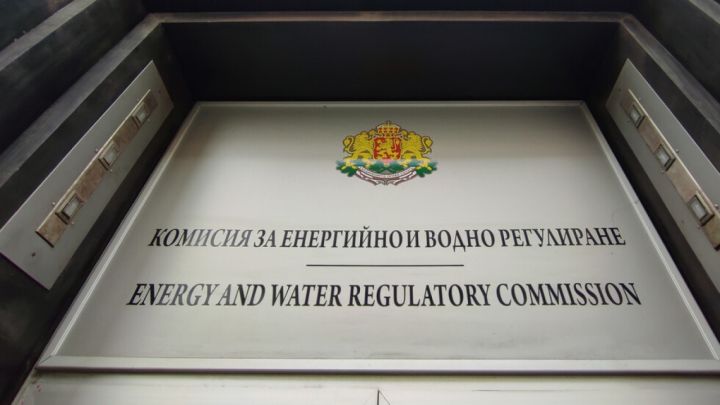 КОМИСИЯ ЗА ЕНЕРГИЙНО И ВОДНО РЕГУЛИРАНЕ
ENERGY AND WATER REGULATORY COMMISSION